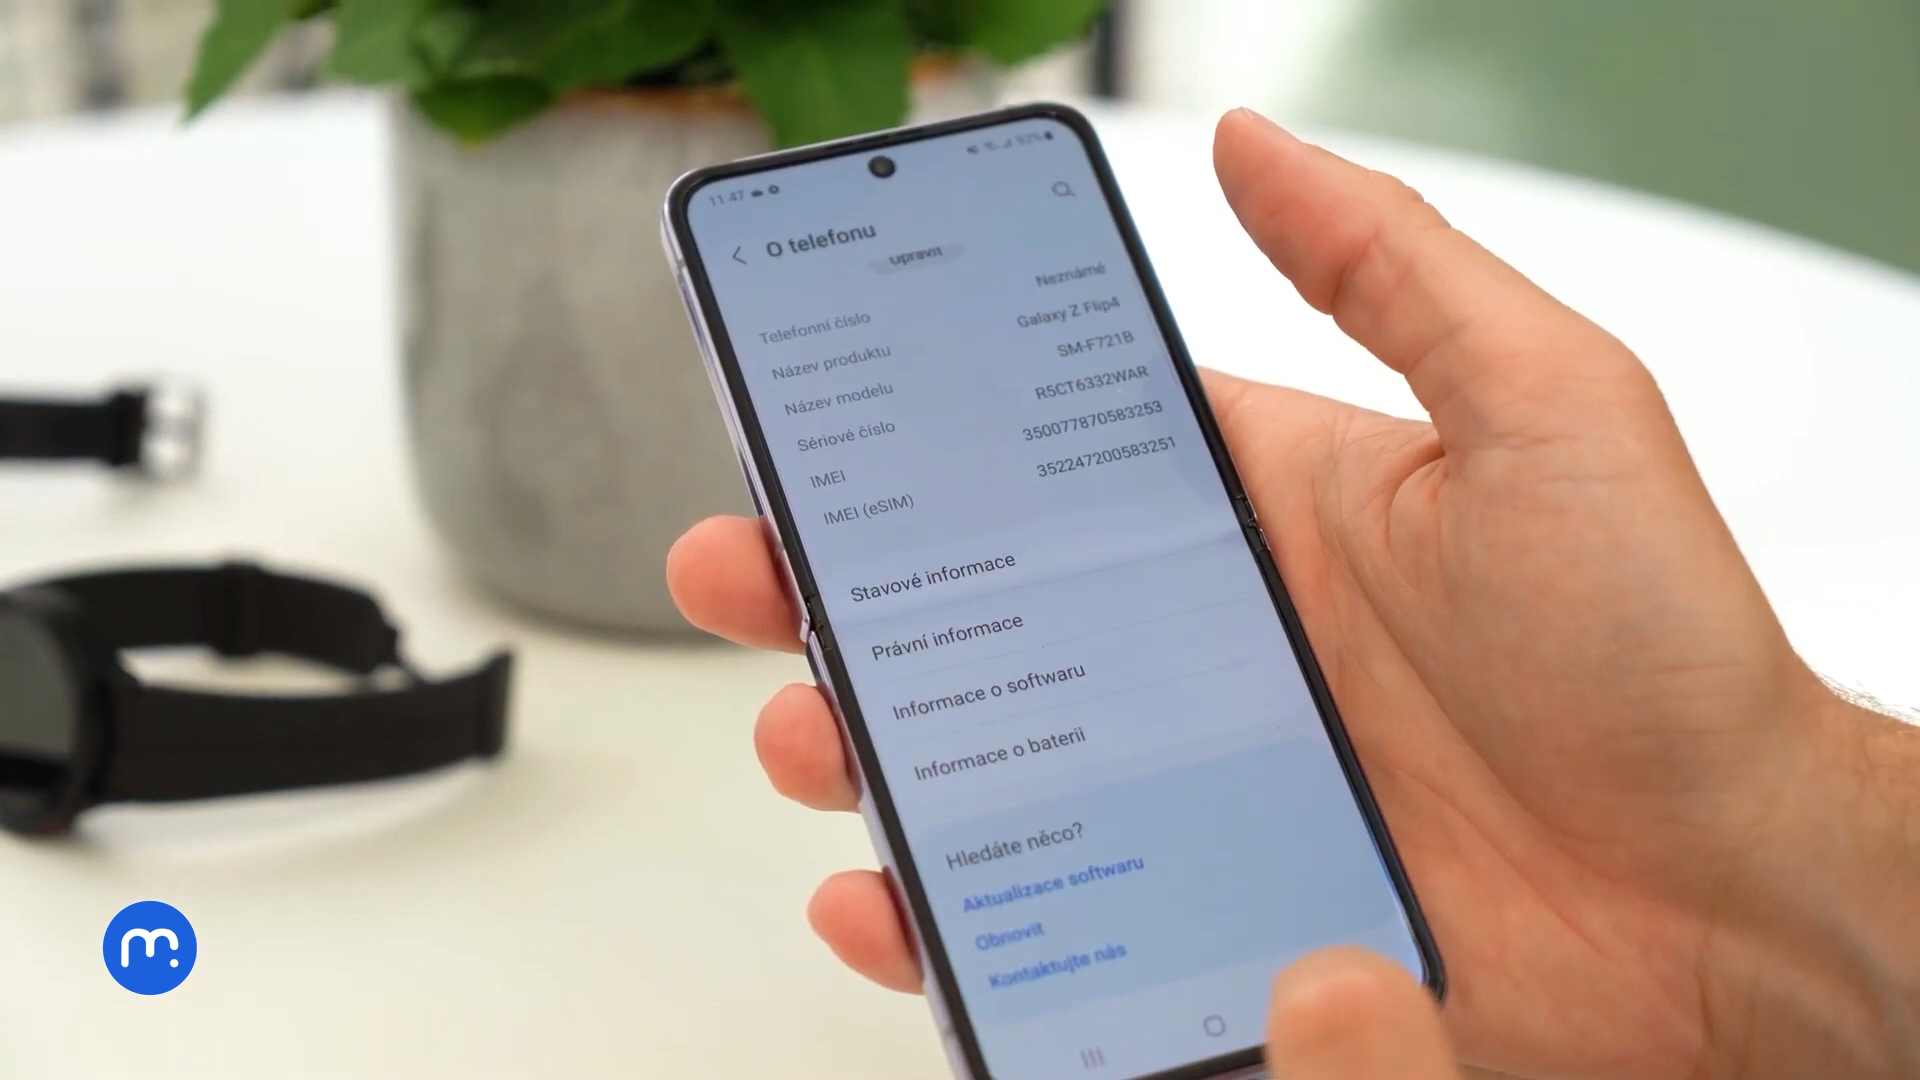 11:47
92%
O telefonu
Upravit
Telefonní číslo Neznámé
Název produktu Galaxy Z Flip4
Název modelu SM-F721B
Sériové číslo R5CT6332WAR
IMEI 350077870583253
IMEI (eSIM) 352247200583251
Stavové informace
Právní informace
Informace o softwaru
Informace o baterii
Hledáte něco?
Aktualizace softwaru
Obnovit
Kontaktujte nás
m.